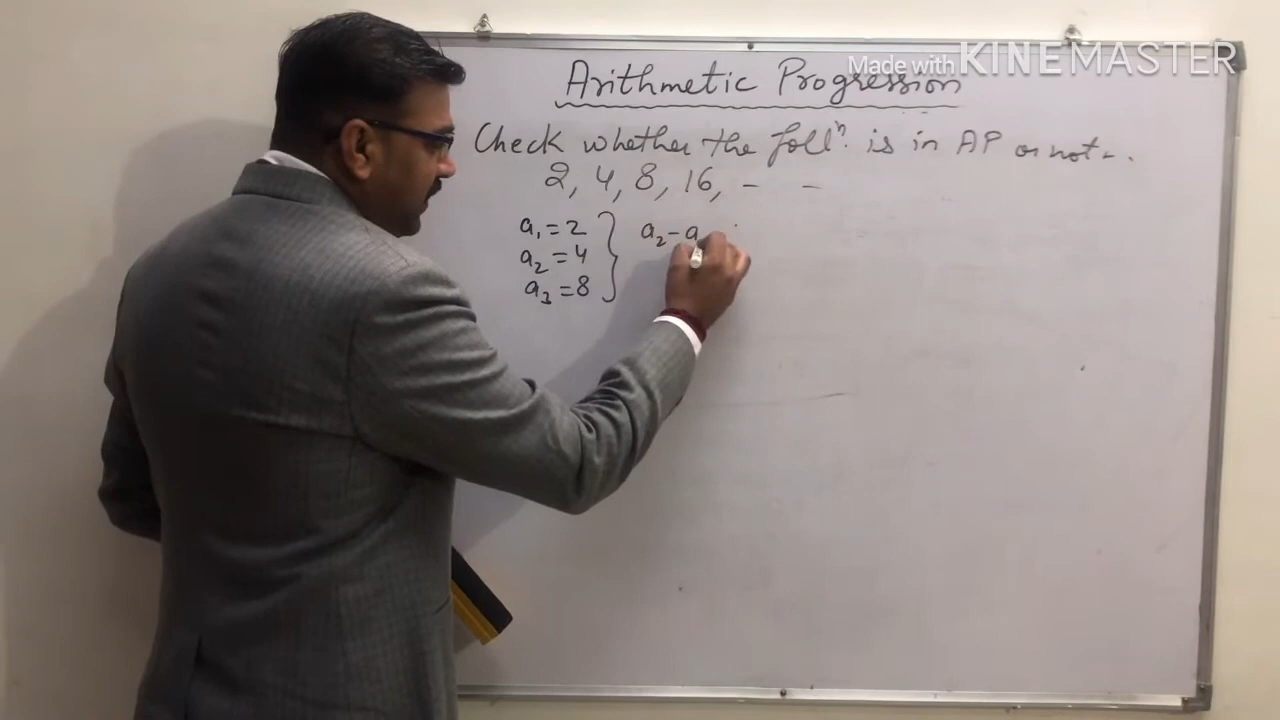 Made with KINEMASTER
Arithmetic Progression
Check whether the follⁿ. is in AP or not -.
2, 4, 8, 16, - -
a₁ = 2
a₂ = 4
a₃ = 8
a₂ - a